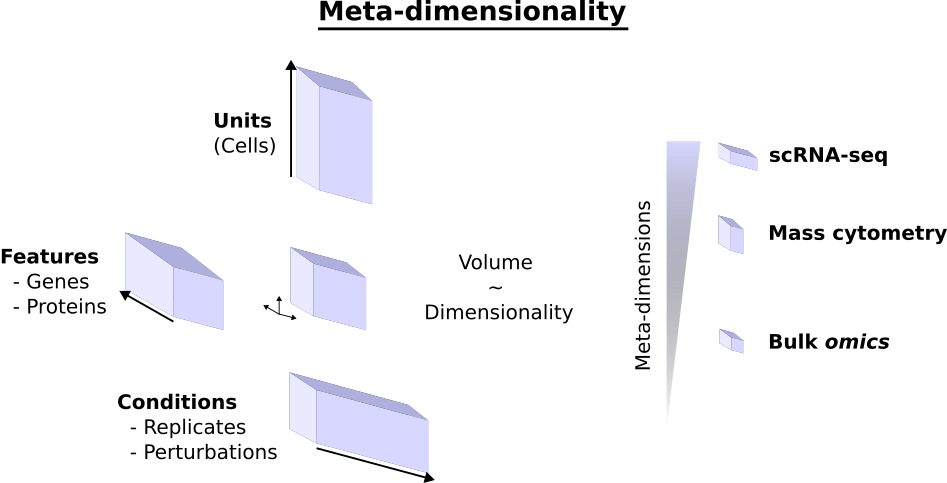 Meta-dimensionality
Units
(Cells)
Features
- Genes
- Proteins
Volume
~
Dimensionality
Conditions
- Replicates
- Perturbations
Meta-dimensions
scRNA-seq
Mass cytometry
Bulk omics